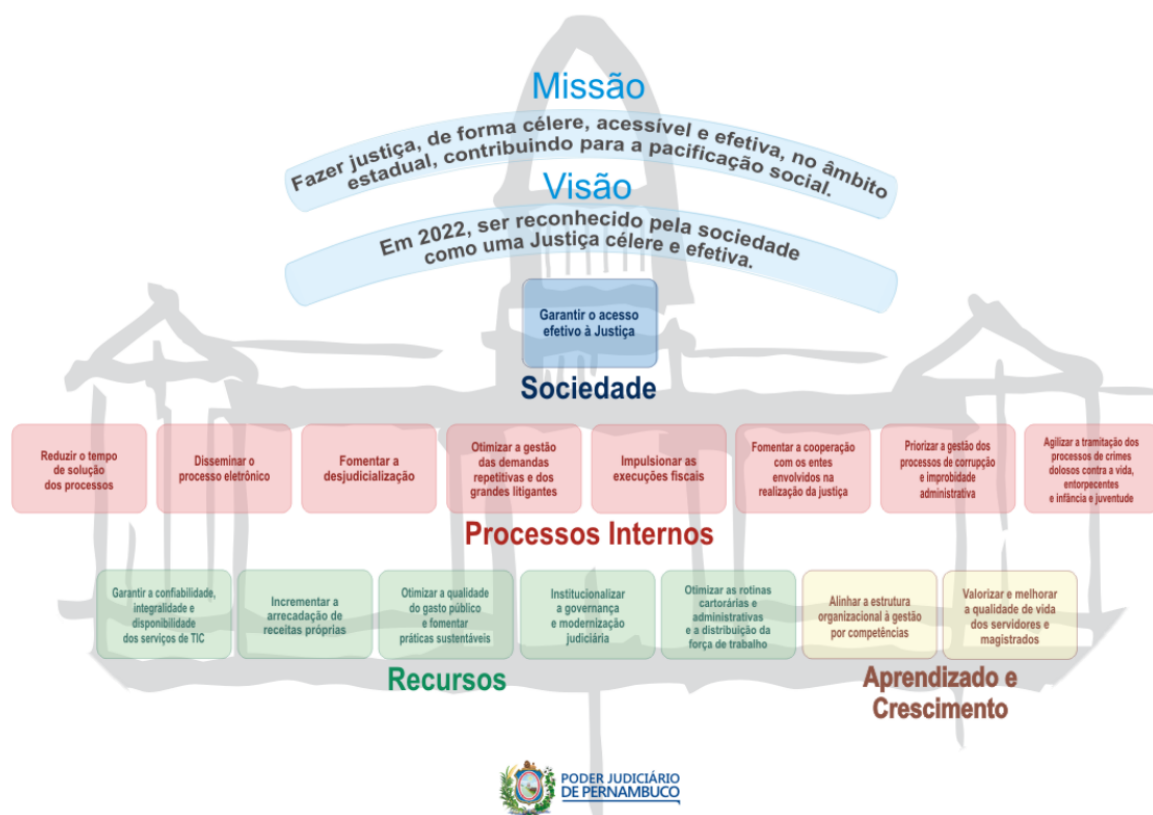 Missão
Fazer justiça, de forma célere, acessível e efetiva, no âmbito
estadual, contribuindo para a pacificação social.
Visão
Em 2022, ser reconhecido pela sociedade
como uma Justiça célere e efetiva.
Garantir o acesso
efetivo à Justiça
Sociedade
Reduzir o tempo
de solução
dos processos
Disseminar o
processo eletrônico
Fomentar a
desjudicialização
Otimizar a gestão
das demandas
repetitivas e dos
grandes litigantes
Impulsionar as
execuções fiscais
Fomentar a cooperação
com os entes
envolvidos na
realização da justiça
Priorizar a gestão dos
processos de corrupção
e improbidade
administrativa
Agilizar a tramitação dos
processos de crimes
dolosos contra a vida,
entorpecentes
e infância e juventude
Processos Internos
Garantir a confiabilidade,
integralidade e
disponibilidade
dos serviços de TIC
Incrementar a
arrecadação de
receitas próprias
Otimizar a qualidade
do gasto público
e fomentar
práticas sustentáveis
Institucionalizar
a governança
e modernização
judiciária
Otimizar as rotinas
cartorárias e
administrativas
e a distribuição da
força de trabalho
Alinhar a estrutura
organizacional à gestão
por competências
Valorizar e melhorar
a qualidade de vida
dos servidores e
magistrados
Recursos
Aprendizado e
Crescimento
PODER JUDICIÁRIO
DE PERNAMBUCO